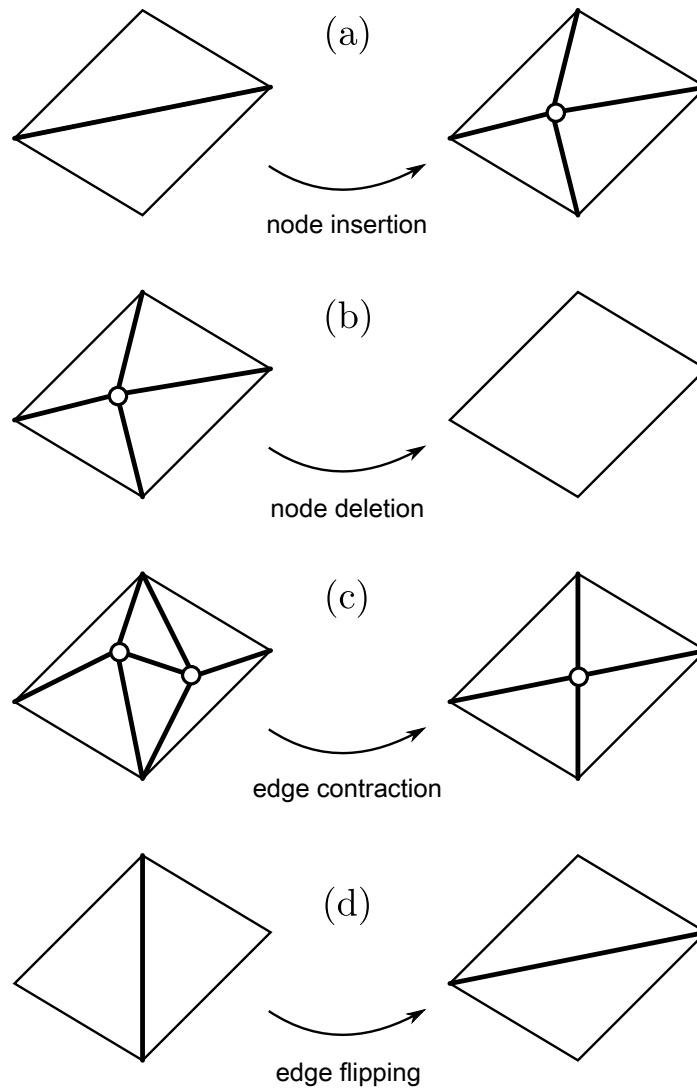 (a)
node insertion
(b)
node deletion
(c)
edge contraction
(d)
edge flipping